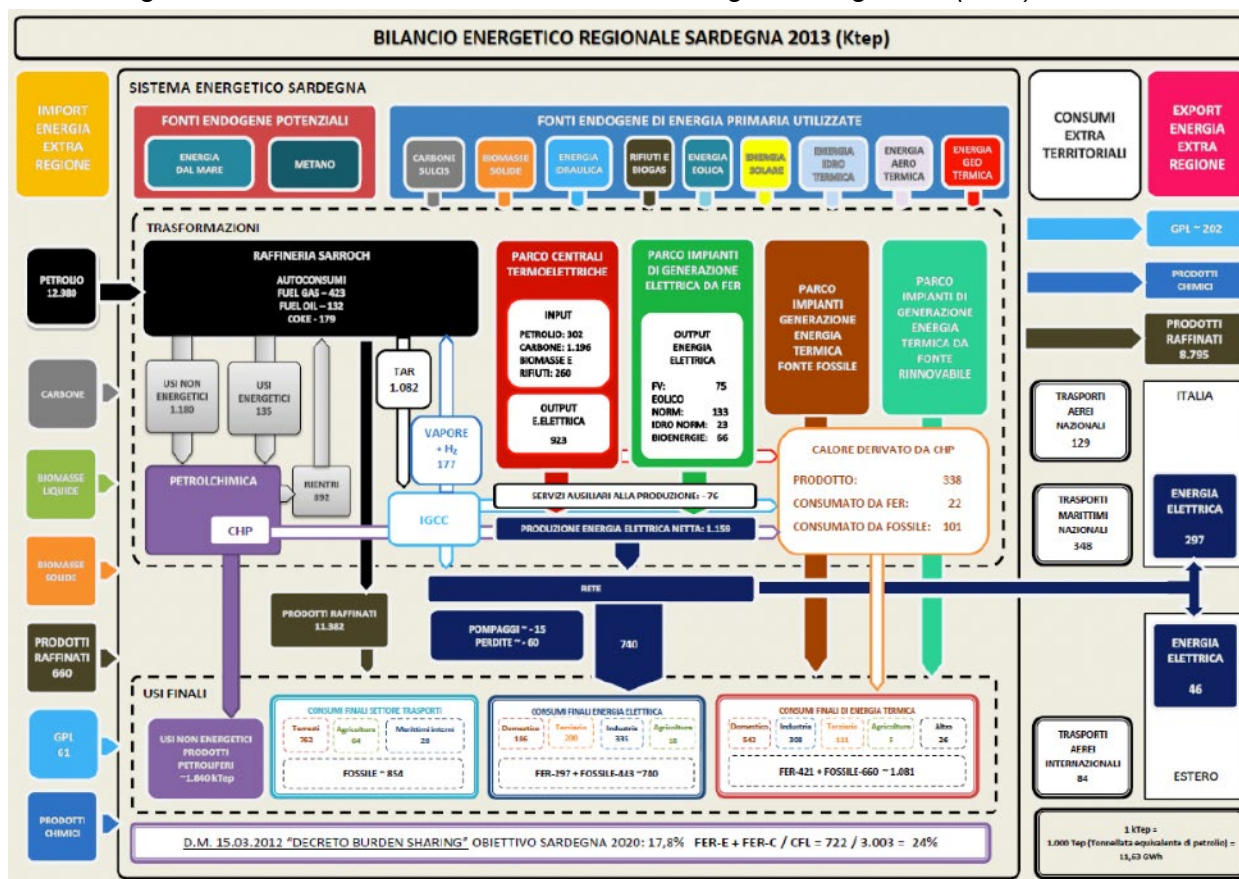 BILANCIO ENERGETICO REGIONALE SARDEGNA 2013 (Ktep)
IMPORT
ENERGIA
EXTRA
REGIONE
PETROLIO
12.980
CARBONE
BIOMASSE
LIQUIDE
BIOMASSE
SOLIDE
PRODOTTI
RAFFINATI
660
GPL
61
PRODOTTI
CHIMICI
SISTEMA ENERGETICO SARDEGNA
FONTI ENDOGENE POTENZIALI
ENERGIA
DAL MARE
METANO
FONTI ENDOGENE DI ENERGIA PRIMARIA UTILIZZATE
CARBONE
SULCIS
BIOMASSE
SOLIDE
ENERGIA
IDRAULICA
RIFIUTI E
BIOGAS
ENERGIA
EOLICA
ENERGIA
SOLARE
ENERGIA
IDRO
TERMICA
ENERGIA
AERO
TERMICA
ENERGIA
GEO
TERMICA
TRASFORMAZIONI
RAFFINERIA SARROCH
AUTOCONSUMI
FUEL GAS – 423
FUEL OIL – 132
COKE - 179
USI NON
ENERGETICI
1.180
USI
ENERGETICI
135
RIENTRI
892
TAR
1.082
VAPORE
+ H2
177
PETROLCHIMICA
CHP
IGCC
PARCO CENTRALI
TERMOELETTRICHE
INPUT
PETROLIO: 302
CARBONE: 1.196
BIOMASSE E
RIFIUTI: 260
OUTPUT
E.ELETTRICA
923
PARCO IMPIANTI
DI GENERAZIONE
ELETTRICA DA FER
OUTPUT
ENERGIA
ELETTRICA
FV: 75
EOLICO
NORM: 133
IDRO NORM: 23
BIOENERGIE: 66
PARCO
IMPIANTI
GENERAZIONE
ENERGIA
TERMICA
FONTE FOSSILE
PARCO
IMPIANTI DI
GENERAZIONE
ENERGIA
TERMICA DA
FONTE
RINNOVABILE
SERVIZI AUSILIARI ALLA PRODUZIONE: - 76
PRODUZIONE ENERGIA ELETTRICA NETTA: 1.159
CALORE DERIVATO DA CHP
PRODOTTO: 338
CONSUMATO DA FER: 22
CONSUMATO DA FOSSILE: 101
RETE
PRODOTTI RAFFINATI
11.382
POMPAGGI ~ - 15
PERDITE ~ - 60
740
USI FINALI
USI NON ENERGETICI
PRODOTTI
PETROLIFERI
~1.840 kTep
CONSUMI FINALI SETTORE TRASPORTI
Terrestri
762
Agricoltura
64
Marittimi interni
28
FOSSILE ~ 854
CONSUMI FINALI ENERGIA ELETTRICA
Domestico
186
Terziario
200
Industria
335
Agricoltura
18
FER-297 + FOSSILE-443 ~740
CONSUMI FINALI DI ENERGIA TERMICA
Domestico
542
Industria
Terziario
Agricoltura
Altro
26
FER-421 + FOSSILE-660 ~ 1.081
D.M. 15.03.2012 "DECRETO BURDEN SHARING" OBIETTIVO SARDEGNA 2020: 17,8% FER-E + FER-C / CFL = 722 / 3.003 = 24%
CONSUMI
EXTRA
TERRITORIALI
EXPORT
ENERGIA
EXTRA
REGIONE
GPL ~ 202
PRODOTTI
CHIMICI
PRODOTTI
RAFFINATI
8.795
TRASPORTI
AEREI
NAZIONALI
129
ITALIA
TRASPORTI
MARITTIMI
NAZIONALI
348
ENERGIA
ELETTRICA
297
ENERGIA
ELETTRICA
46
TRASPORTI
AEREI
INTERNAZIONALI
84
ESTERO
1 kTep =
1.000 Tep (Tonnellata equivalente di petrolio) =
11,63 GWh